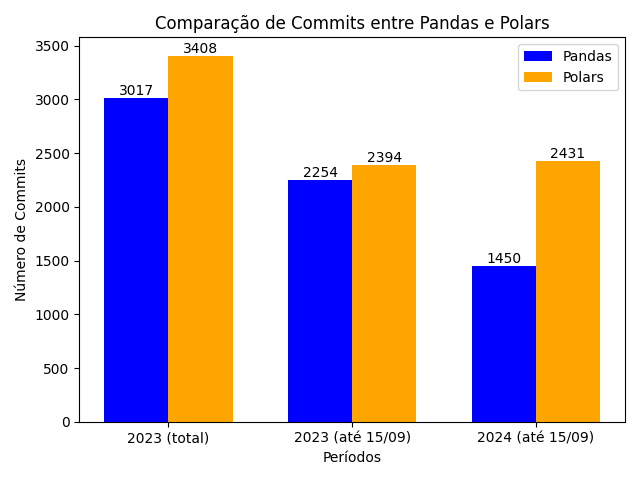 Comparação de Commits entre Pandas e Polars
Número de Commits
3500
3000
2500
2000
1500
1000
500
0
3017
3408
2254
2394
1450
2431
Pandas
Polars
2023 (total)
2023 (até 15/09)
2024 (até 15/09)
Períodos